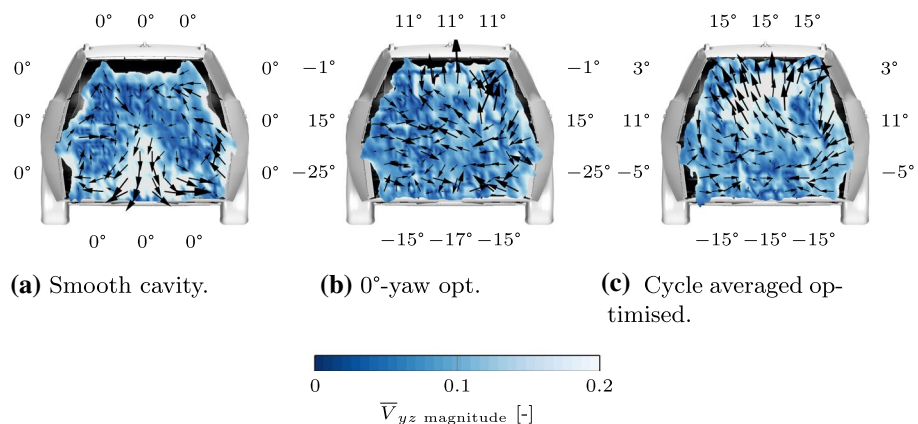 0° 0° 0° 11° 11° 11° 15° 15° 15°
0° 0° −1° −1° 3° 3°
0° 0° 15° 15° 11° 11°
0° 0° −25° −25° −5° −5°
0° 0° 0° −15° −17° −15° −15° −15° −15°
(a) Smooth cavity. (b) 0°-yaw opt. (c) Cycle averaged op-
timised.
0 0.1 0.2
V̅yz magnitude [-]